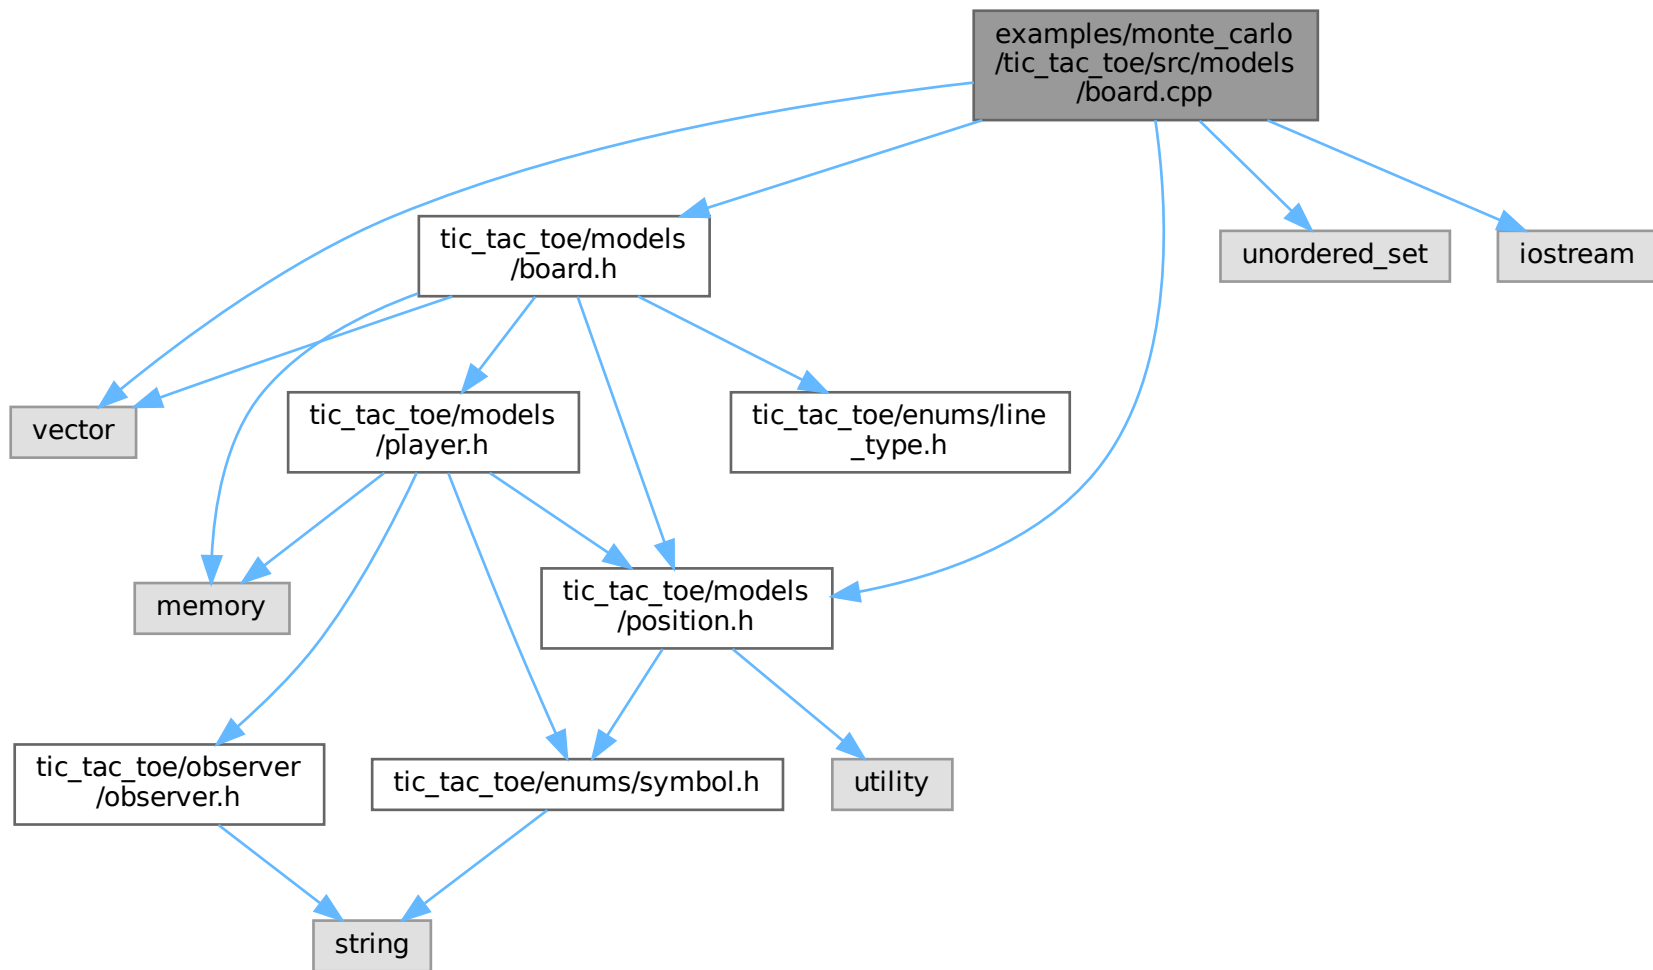 examples/monte_carlo
/tic_tac_toe/src/models
/board.cpp
tic_tac_toe/models
/board.h
unordered_set
iostream
vector
tic_tac_toe/models
/player.h
tic_tac_toe/enums/line
_type.h
memory
tic_tac_toe/models
/position.h
tic_tac_toe/observer
/observer.h
tic_tac_toe/enums/symbol.h
utility
string